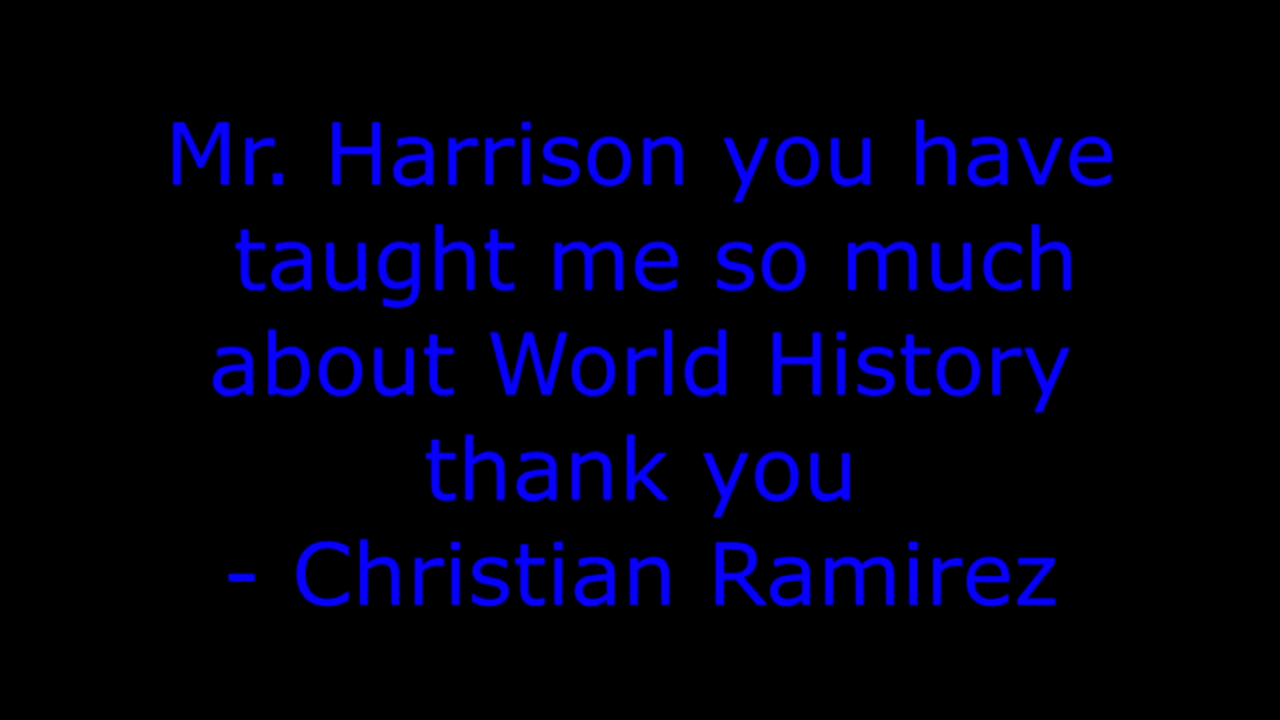 Mr. Harrison you have
taught me so much
about World History
thank you
- Christian Ramirez